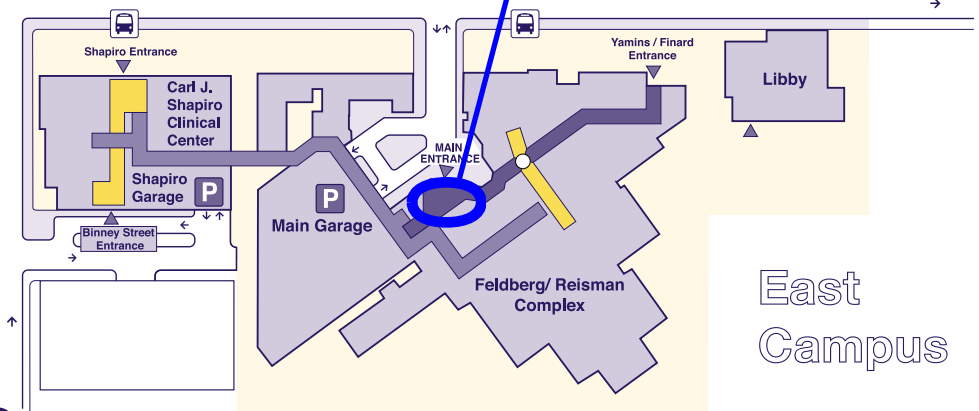 Shapiro Entrance
Yamins / Finard
Entrance
Carl J.
Shapiro
Clinical
Center
Libby
MAIN
ENTRANCE
Shapiro
Garage
P
P
Main Garage
Binney Street
Entrance
Feldberg/ Reisman
Complex
East
Campus